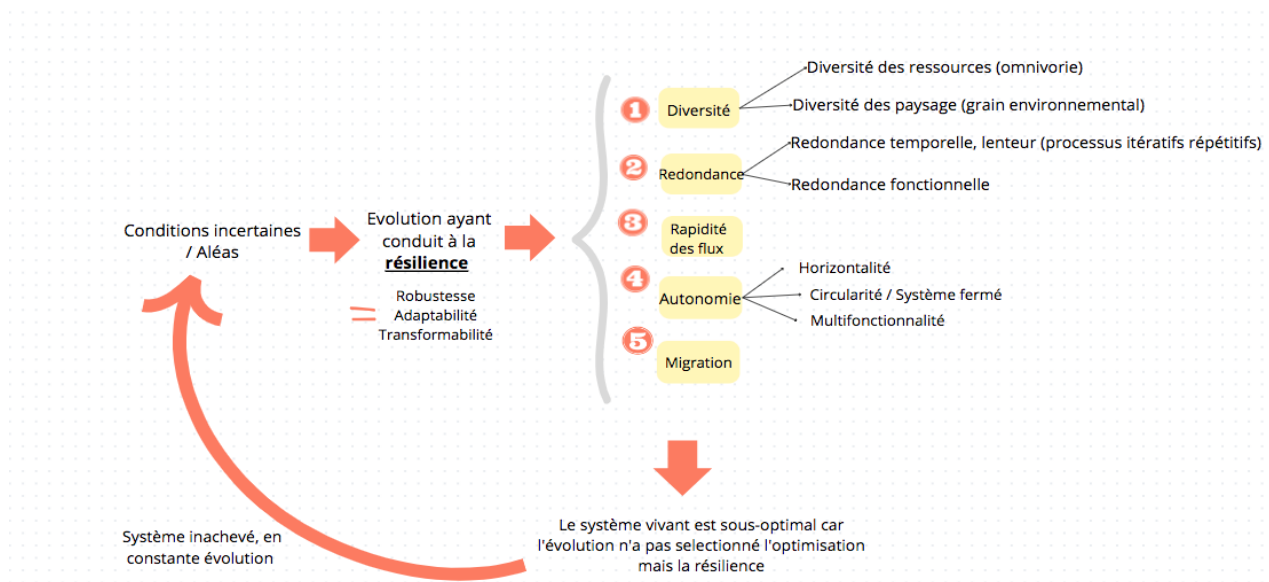 Conditions incertaines
/ Aléas
Evolution ayant
conduit à la
résilience
Robustesse
Adaptabilité
Transformabilité
1
Diversité
Diversité des ressources (omnivorie)
Diversité des paysage (grain environnemental)
2
Redondance
Redondance temporelle, lenteur (processus itératifs répétitifs)
Redondance fonctionnelle
3
Rapidité
des flux
4
Autonomie
Horizontalité
Circularité / Système fermé
Multifonctionnalité
5
Migration
Le système vivant est sous-optimal car
l'évolution n'a pas selectionné l'optimisation
mais la résilience
Système inachevé, en
constante évolution